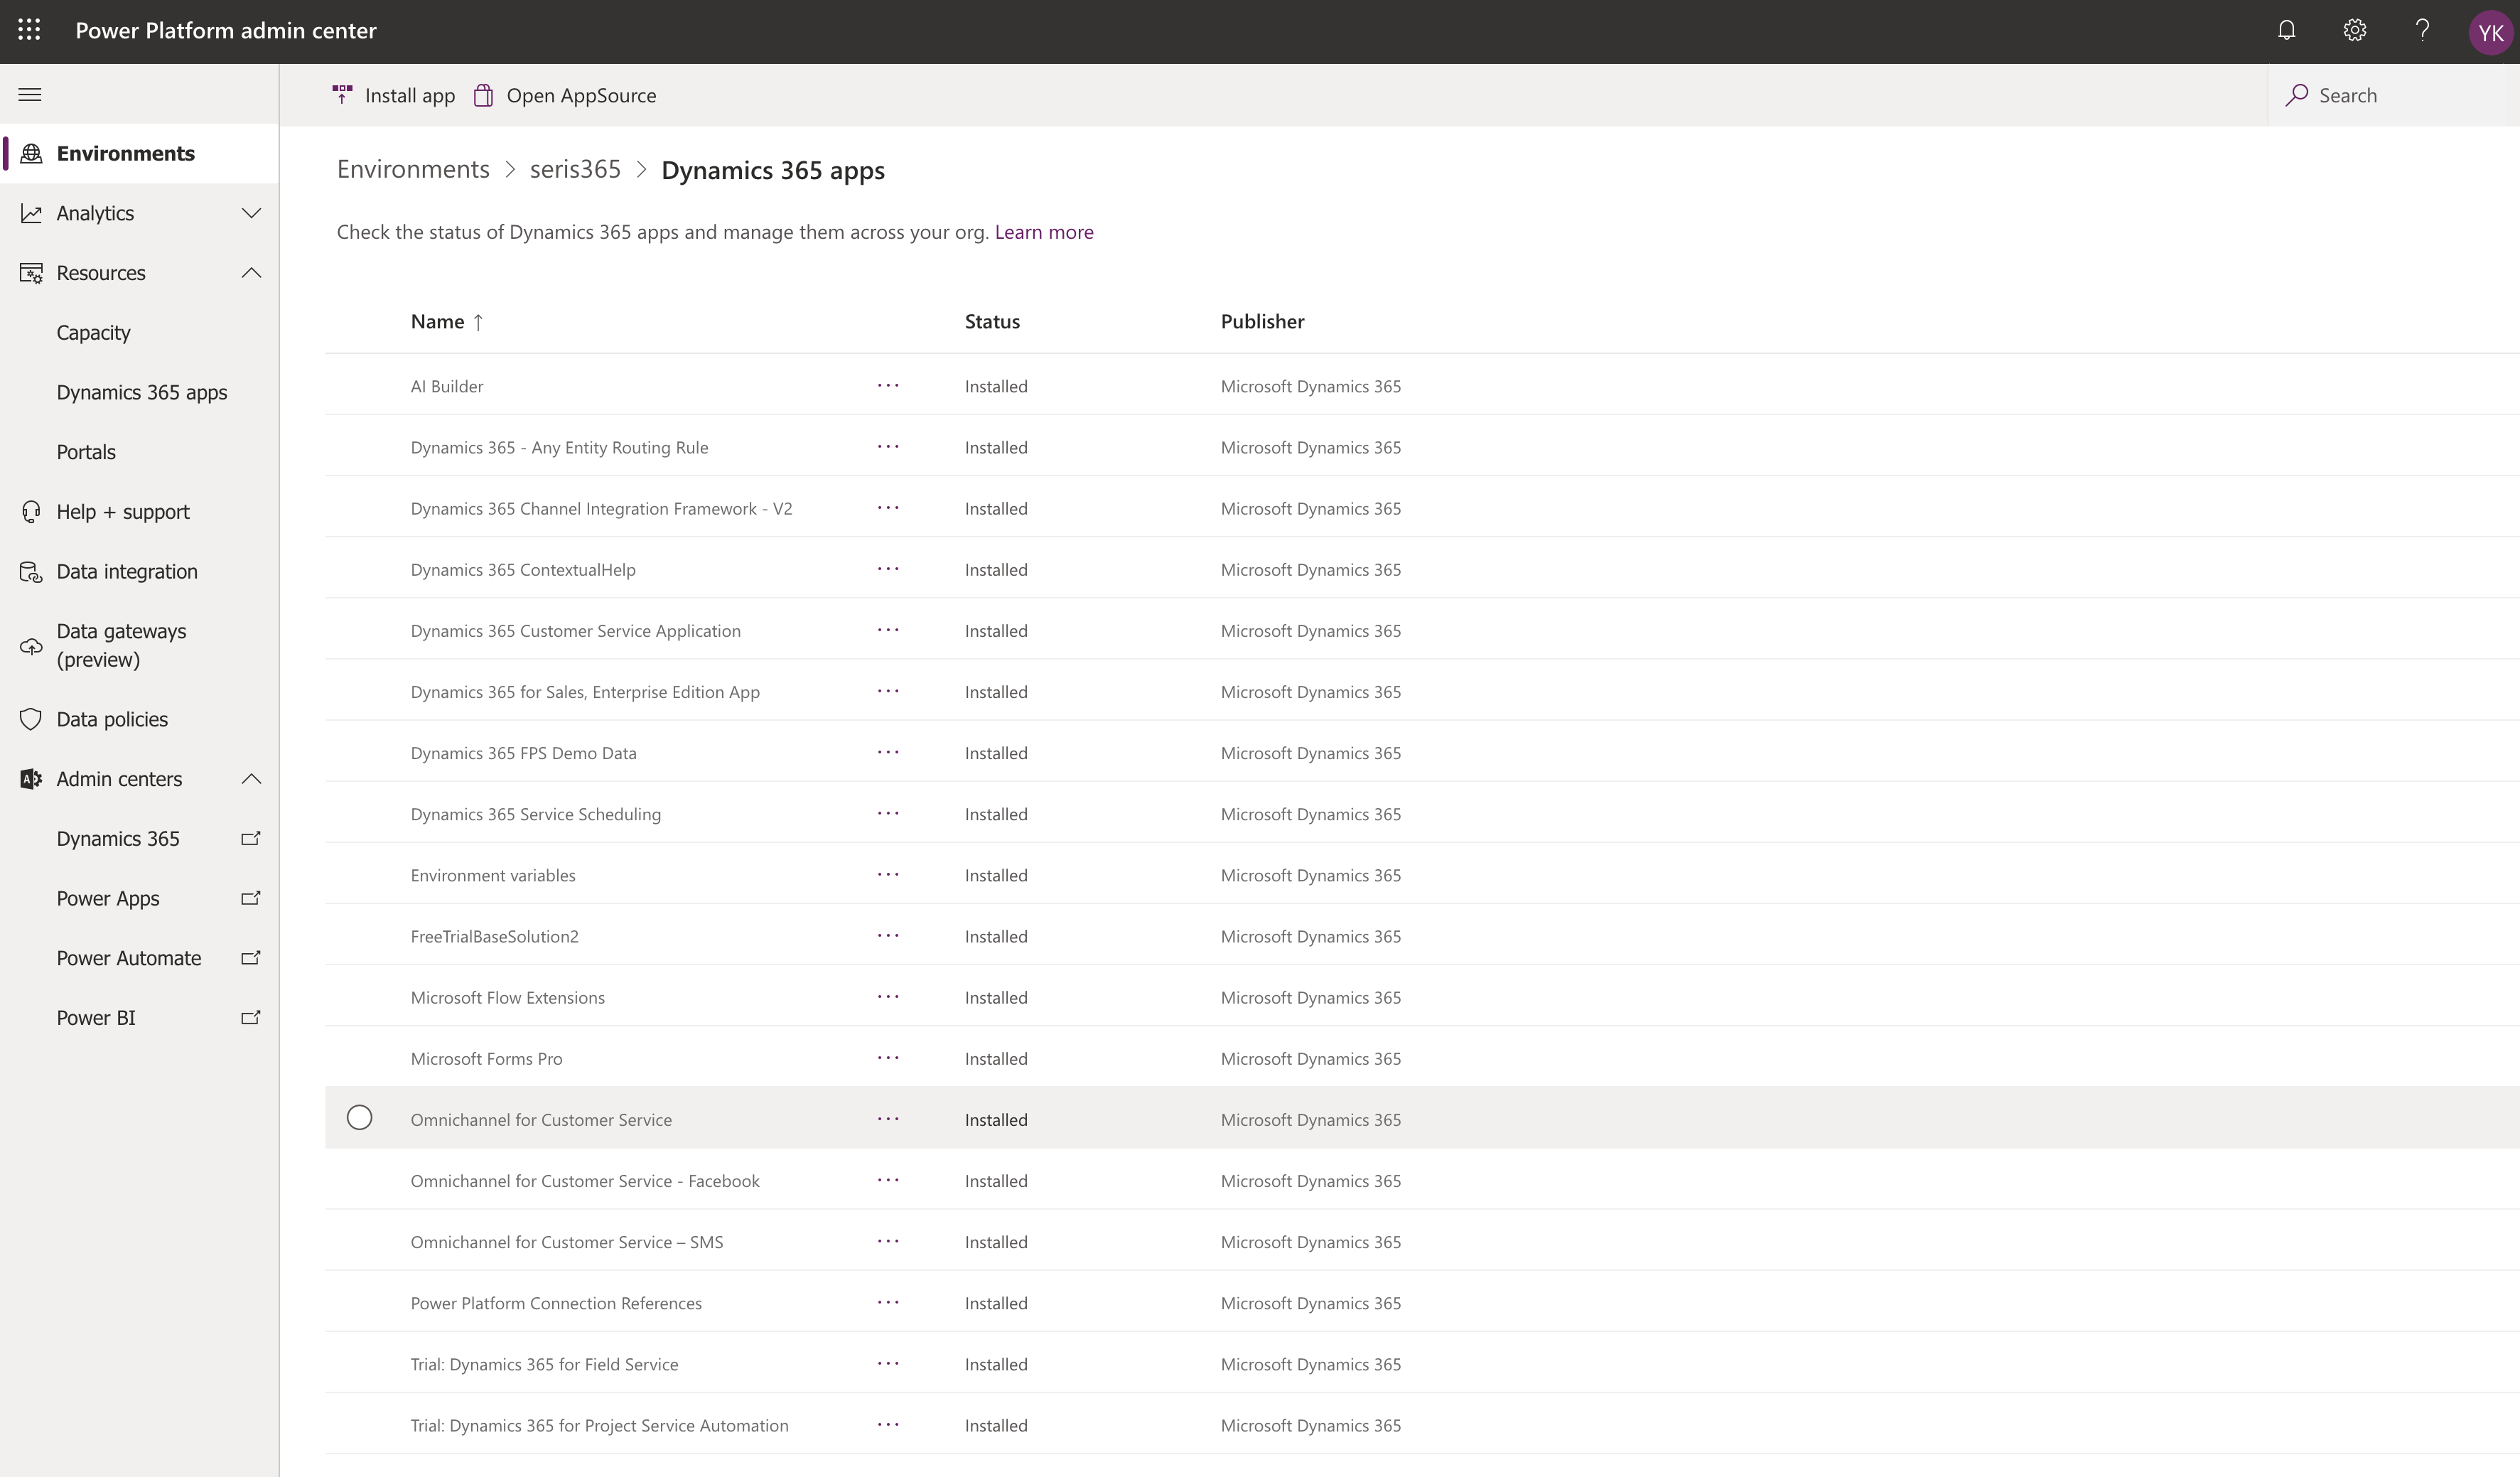 Power Platform admin center
YK
Install app
Open AppSource
Search
Environments
Analytics
Resources
Capacity
Dynamics 365 apps
Portals
Help + support
Data integration
Data gateways
(preview)
Data policies
Admin centers
Dynamics 365
Power Apps
Power Automate
Power BI
Environments > seris365 > Dynamics 365 apps
Check the status of Dynamics 365 apps and manage them across your org. Learn more
Name ↑ Status Publisher
AI Builder ··· Installed Microsoft Dynamics 365
Dynamics 365 - Any Entity Routing Rule ··· Installed Microsoft Dynamics 365
Dynamics 365 Channel Integration Framework - V2 ··· Installed Microsoft Dynamics 365
Dynamics 365 ContextualHelp ··· Installed Microsoft Dynamics 365
Dynamics 365 Customer Service Application ··· Installed Microsoft Dynamics 365
Dynamics 365 for Sales, Enterprise Edition App ··· Installed Microsoft Dynamics 365
Dynamics 365 FPS Demo Data ··· Installed Microsoft Dynamics 365
Dynamics 365 Service Scheduling ··· Installed Microsoft Dynamics 365
Environment variables ··· Installed Microsoft Dynamics 365
FreeTrialBaseSolution2 ··· Installed Microsoft Dynamics 365
Microsoft Flow Extensions ··· Installed Microsoft Dynamics 365
Microsoft Forms Pro ··· Installed Microsoft Dynamics 365
Omnichannel for Customer Service ··· Installed Microsoft Dynamics 365
Omnichannel for Customer Service - Facebook ··· Installed Microsoft Dynamics 365
Omnichannel for Customer Service – SMS ··· Installed Microsoft Dynamics 365
Power Platform Connection References ··· Installed Microsoft Dynamics 365
Trial: Dynamics 365 for Field Service ··· Installed Microsoft Dynamics 365
Trial: Dynamics 365 for Project Service Automation ··· Installed Microsoft Dynamics 365